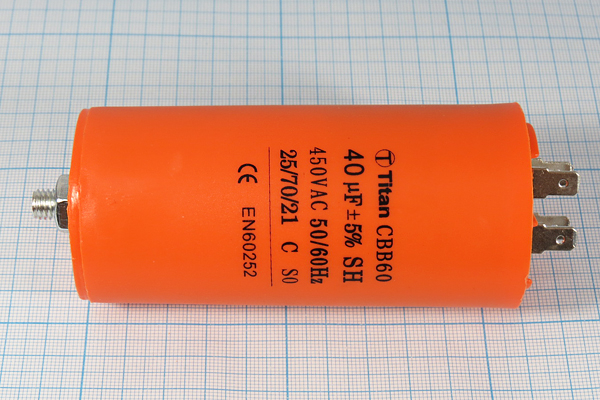 Titan CBB60
40 µF±5% SH
450VAC 50/60Hz
25/70/21 C S0
CE EN60252